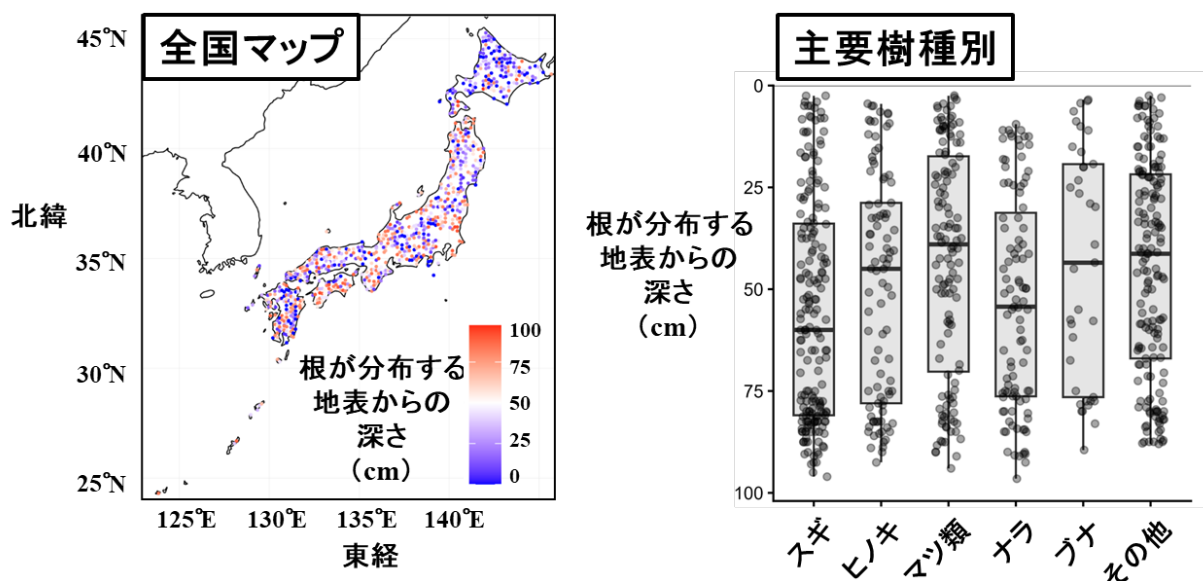 全国マップ
45°N
40°N
35°N
30°N
25°N
北緯
125°E
130°E
135°E
140°E
東経
根が分布する
地表からの
深さ
(cm)
100
75
50
25
0
主要樹種別
根が分布する
地表からの
深さ
(cm)
0
25
50
75
100
スギ
ヒノキ
マツ類
ナラ
ブナ
その他